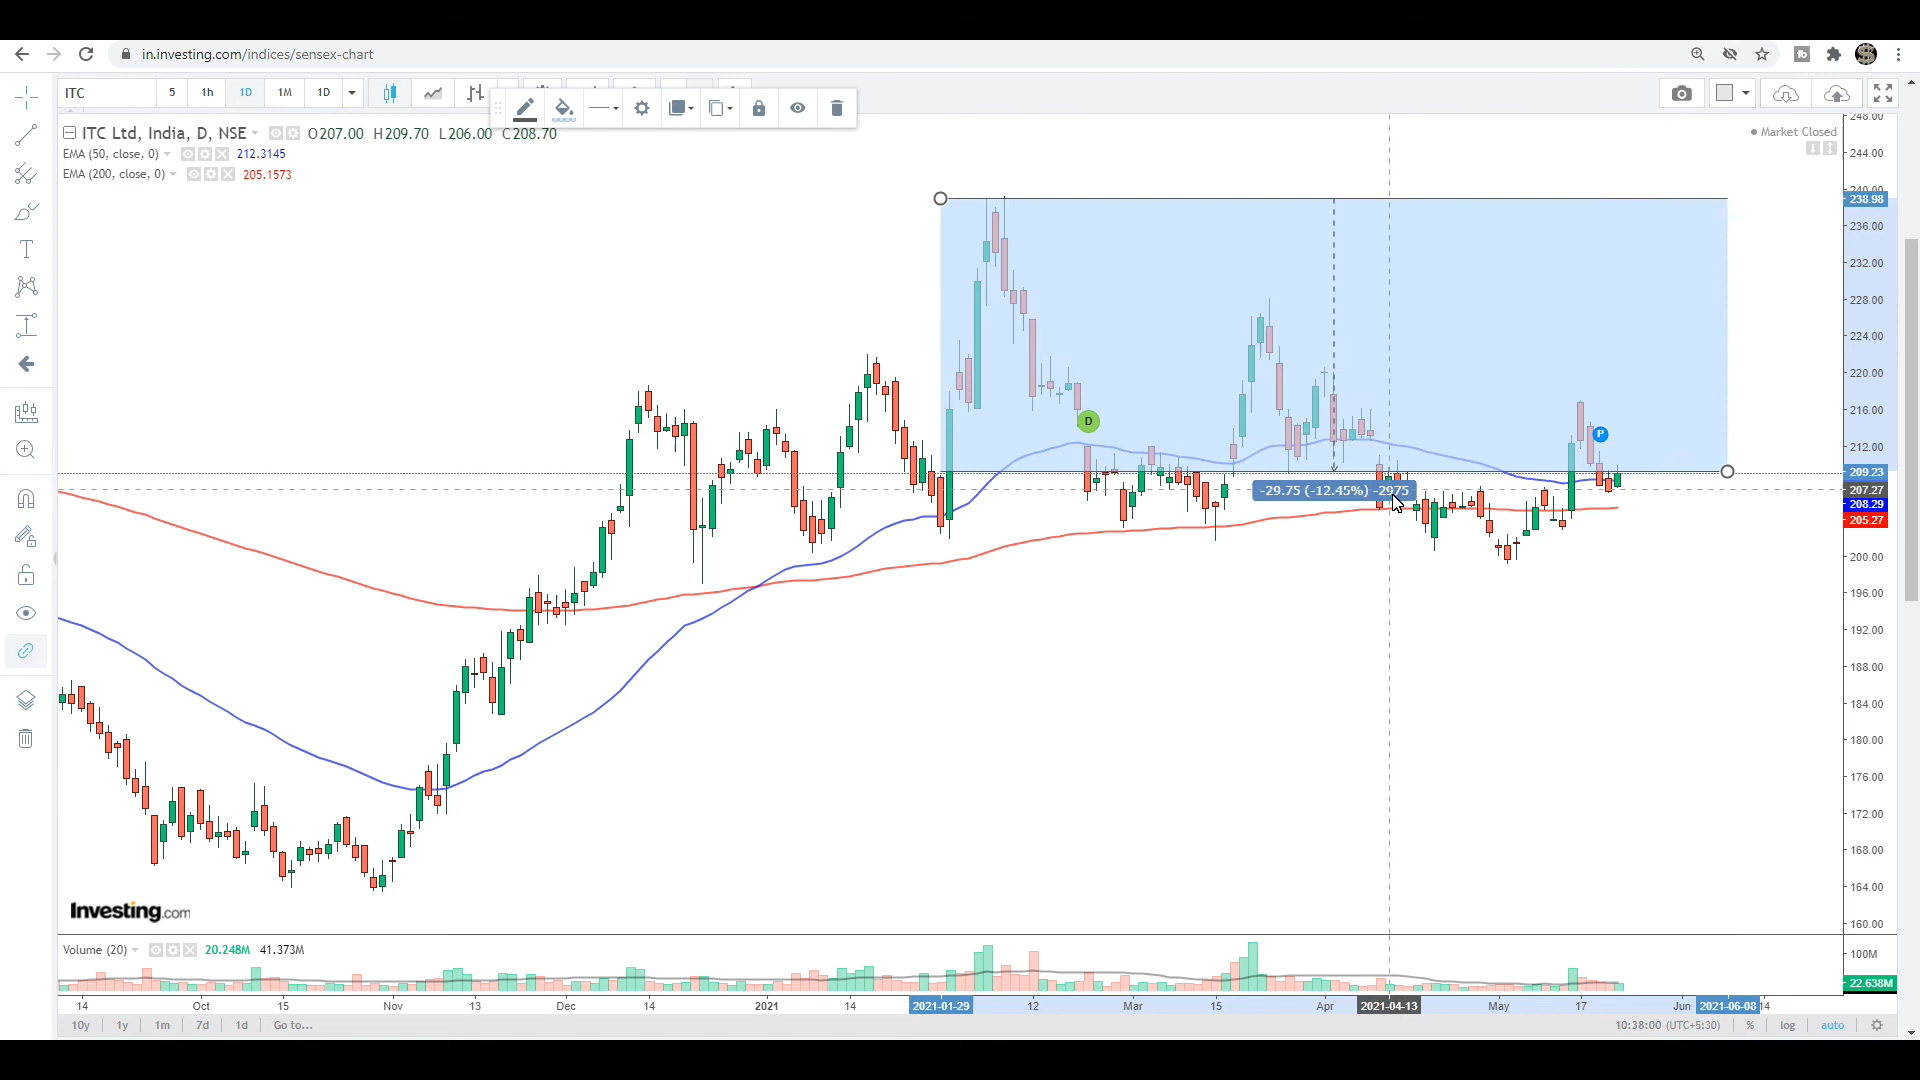 in.investing.com/indices/sensex-chart
ITC 5 1h 1D 1M 1D
ITC Ltd, India, D, NSE O207.00 H209.70 L206.00 C208.70
EMA (50, close, 0) 212.3145
EMA (200, close, 0) 205.1573
Market Closed
248.00
244.00
240.00
238.98
236.00
232.00
228.00
224.00
220.00
216.00
212.00
209.23
207.27
208.29
205.27
200.00
196.00
192.00
188.00
184.00
180.00
176.00
172.00
168.00
164.00
160.00
D
P
-29.75 (-12.45%) -2975
Investing.com
Volume (20) 20.248M 41.373M
100M
22.638M
14 Oct 15 Nov 13 Dec 14 2021 14 2021-01-29 12 Mar 15 Apr 2021-04-13 May 17 Jun 2021-06-08 14
10y 1y 1m 7d 1d Go to... 10:38:00 (UTC+5:30) % log auto